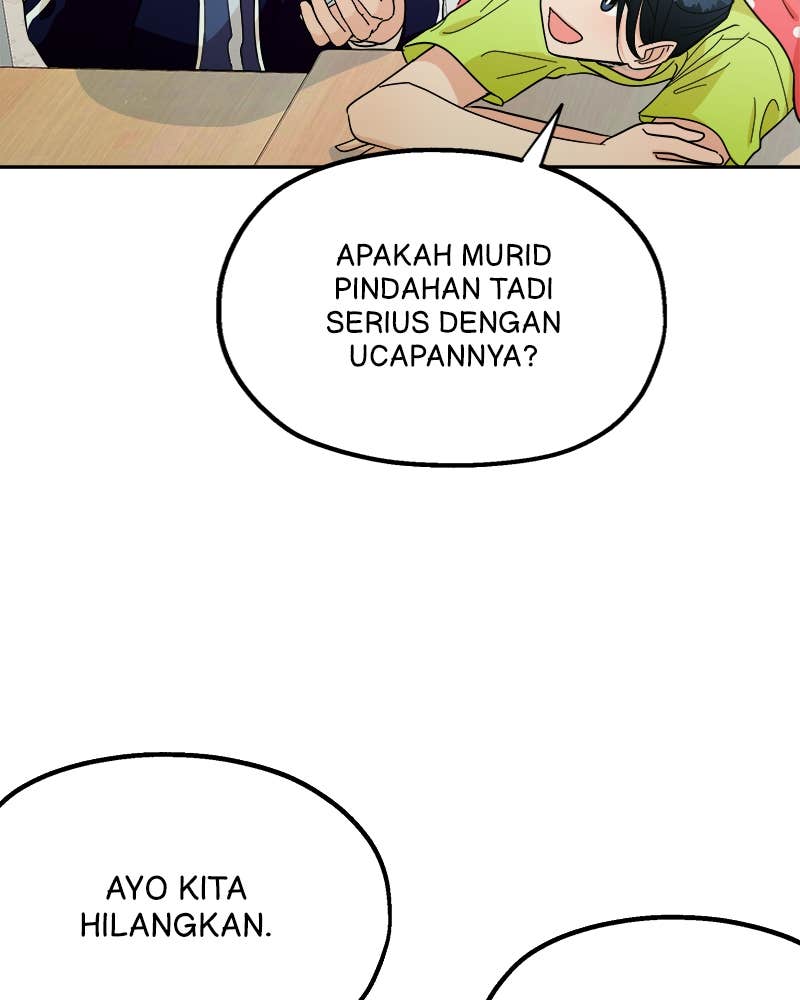 APAKAH MURID
PINDAHAN TADI
SERIUS DENGAN
UCAPANNYA?
AYO KITA
HILANGKAN.